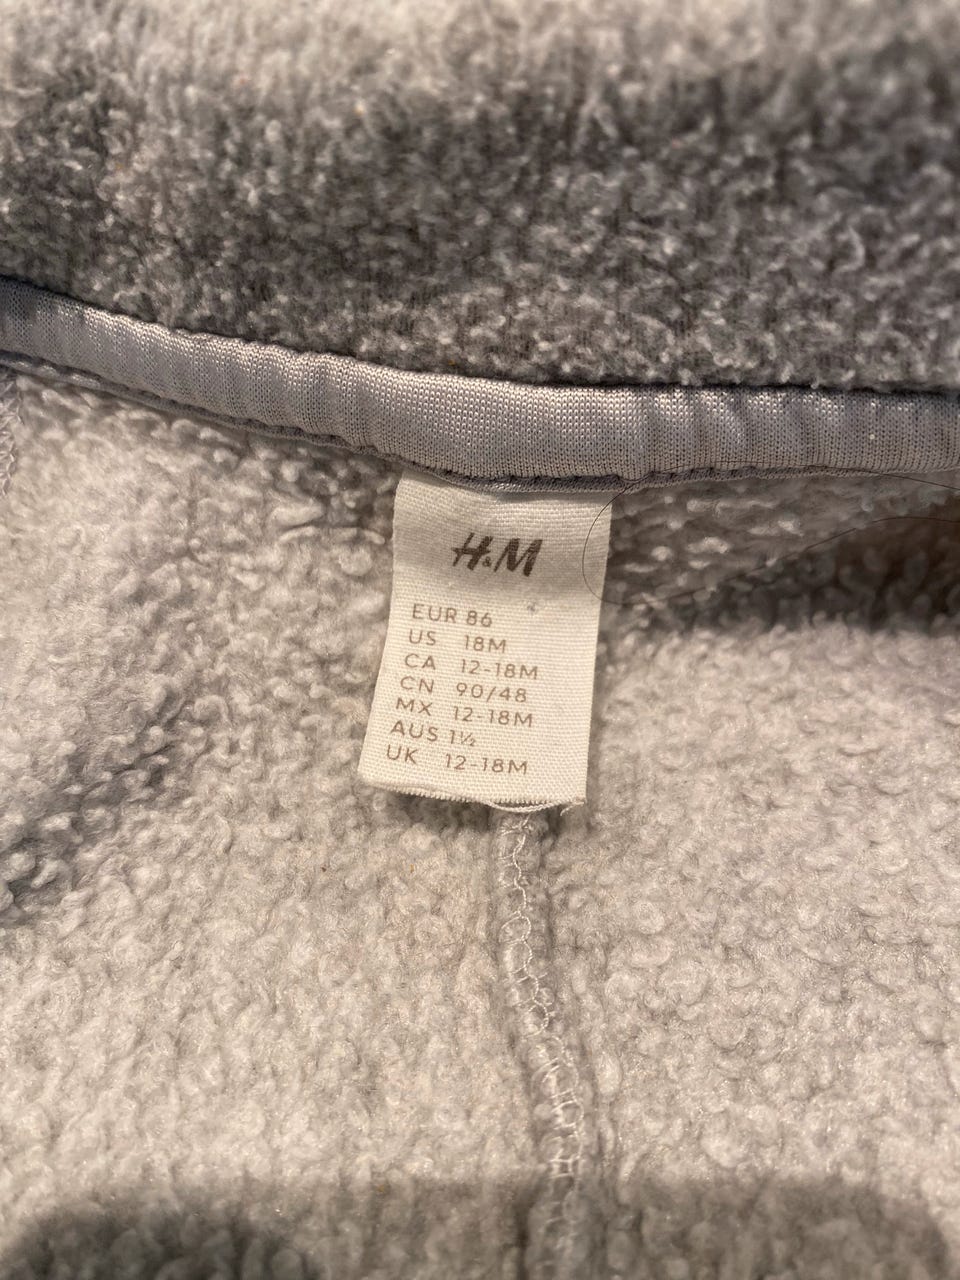 H&M
EUR 86
US 18M
CA 12-18M
CN 90/48
MX 12-18M
AUS 1½
UK 12-18M